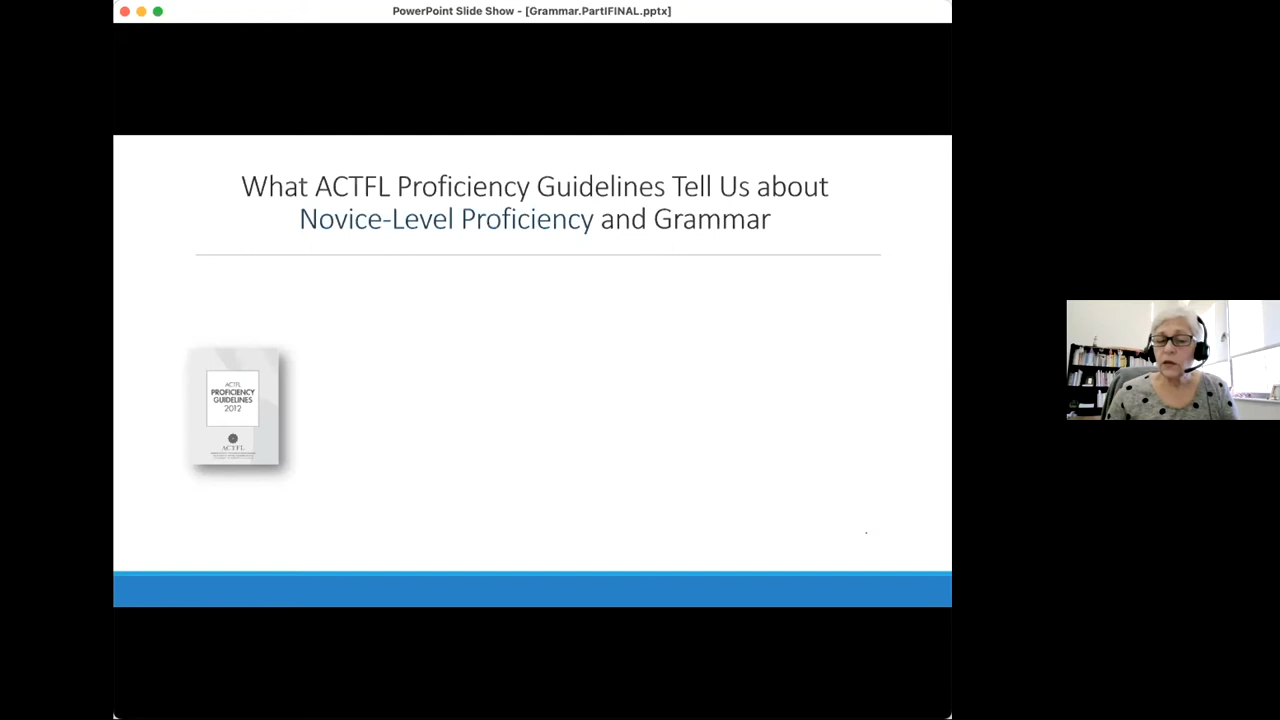 PowerPoint Slide Show - [Grammar.PartIFINAL.pptx]
What ACTFL Proficiency Guidelines Tell Us about
Novice-Level Proficiency and Grammar
ACTFL
PROFICIENCY
GUIDELINES
2012
ACTFL